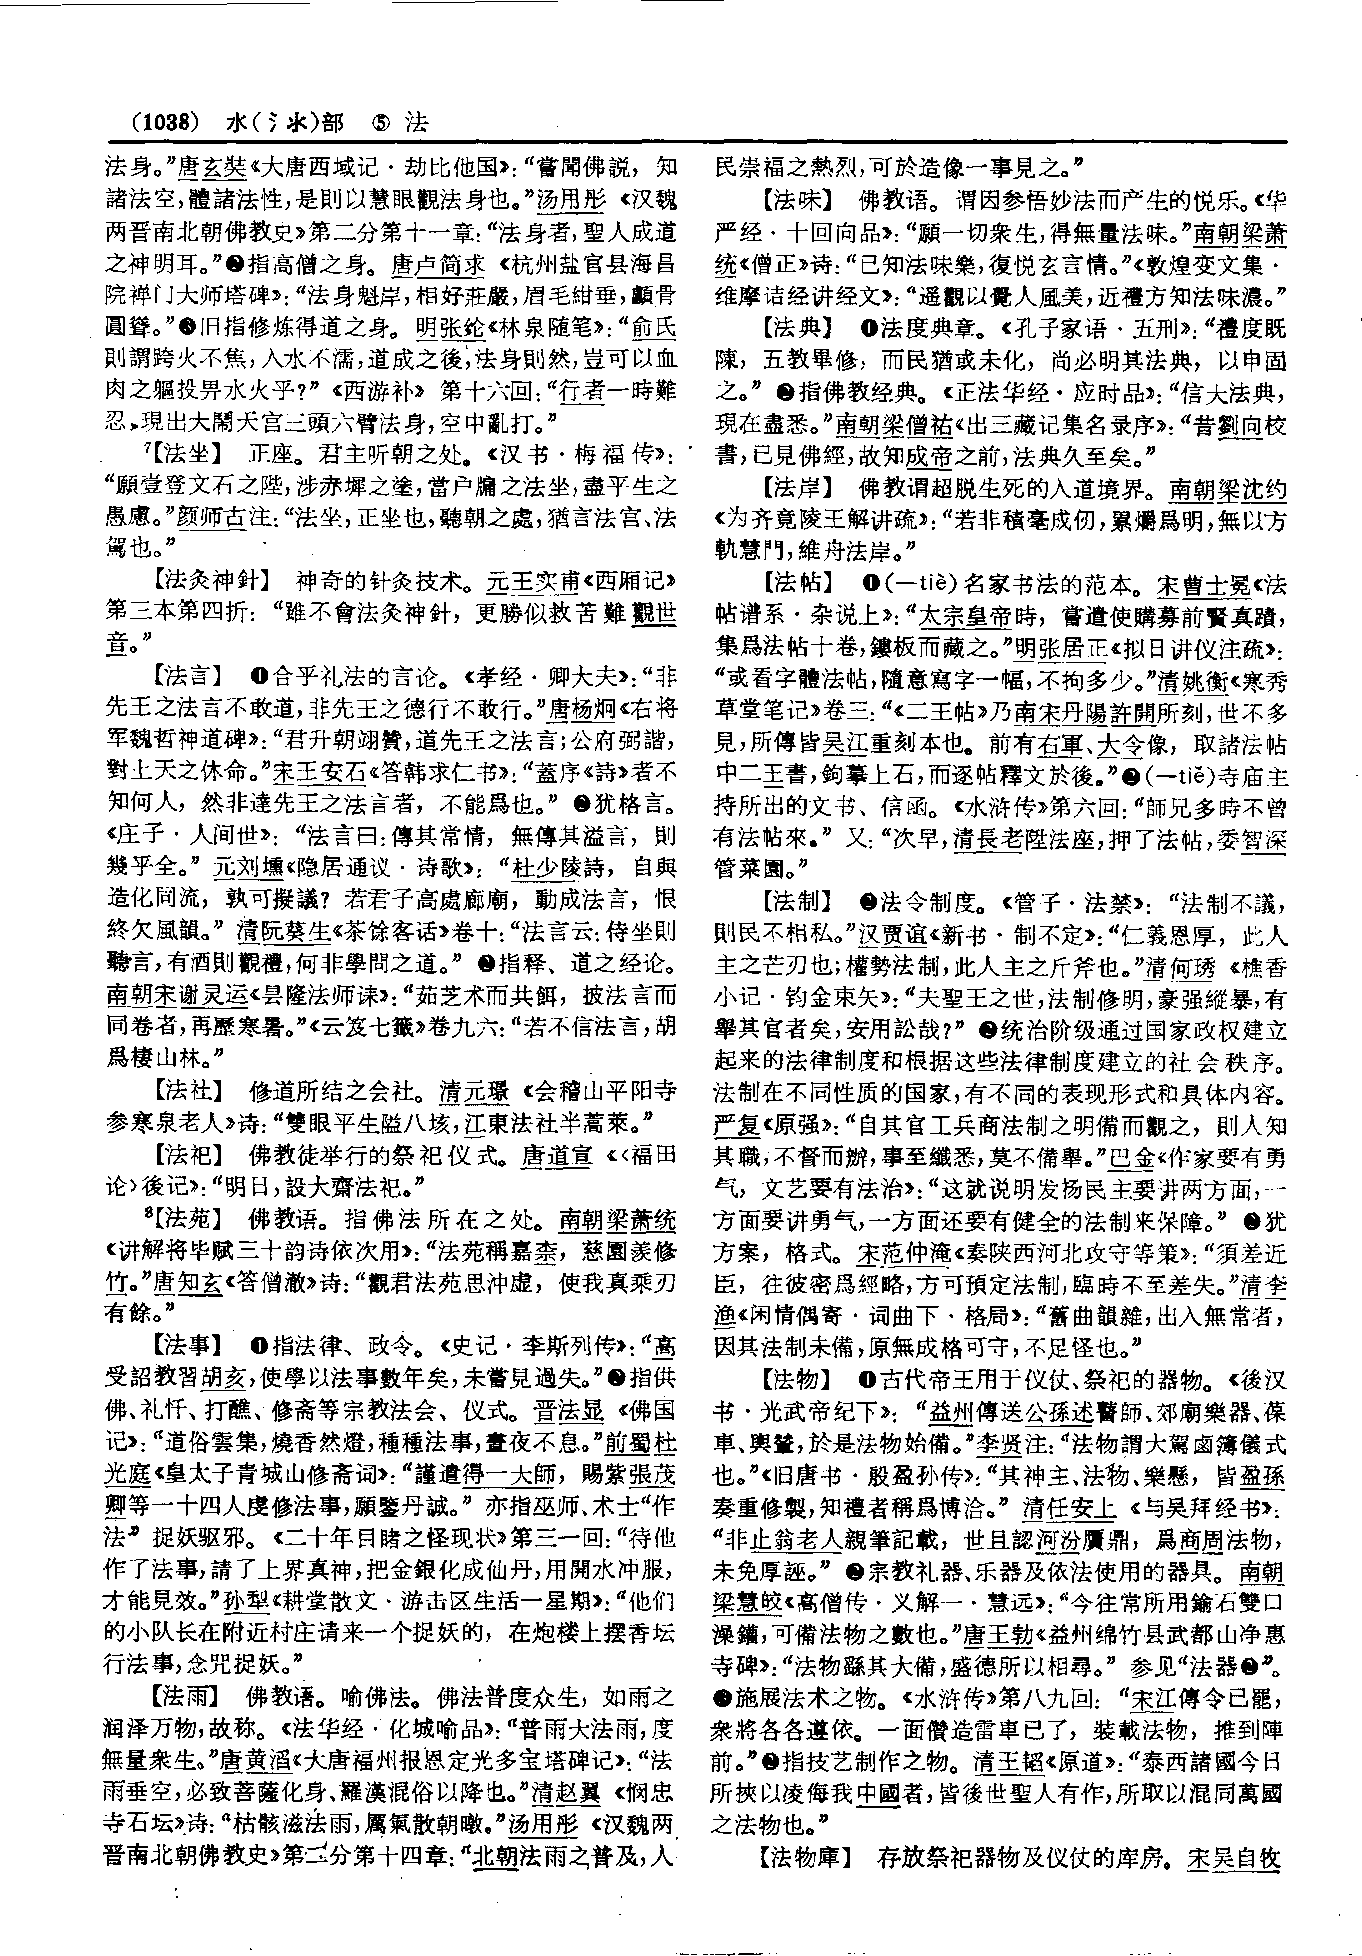 (1038) 水(氵氺)部 ⑤ 法
法身。”唐玄奘《大唐西域记·劫比他国》：“嘗聞佛説，知
諸法空，體諸法性，是則以慧眼觀法身也。”汤用彤《汉魏
两晋南北朝佛教史》第二分第十一章：“法身者，聖人成道
之神明耳。”❷指高僧之身。唐卢简求《杭州盐官县海昌
院禅门大师塔碑》：“法身魁岸，相好莊嚴，眉毛紺垂，顱骨
圓聳。”❸旧指修炼得道之身。明张纶《林泉随笔》：“俞氏
則謂跨火不焦，入水不濡，道成之後，法身則然，豈可以血
肉之軀投畀水火乎？”《西游补》第十六回：“行者一時難
忍，現出大鬧天宫三頭六臂法身，空中亂打。”
7【法坐】 正座。君主听朝之处。《汉书·梅福传》：
“願壹登文石之陛，涉赤墀之塗，當户牖之法坐，盡平生之
愚慮。”颜师古注：“法坐，正坐也，聽朝之處，猶言法宫、法
駕也。”
【法灸神針】 神奇的针灸技术。元王实甫《西厢记》
第三本第四折：“雖不會法灸神針，更勝似救苦難觀世
音。”
【法言】 ❶合乎礼法的言论。《孝经·卿大夫》：“非
先王之法言不敢道，非先王之德行不敢行。”唐杨炯《右将
军魏哲神道碑》：“君升朝翊贊，道先王之法言；公府弼諧，
對上天之休命。”宋王安石《答韩求仁书》：“蓋序《詩》者不
知何人，然非達先王之法言者，不能爲也。”❷犹格言。
《庄子·人间世》：“法言曰：傳其常情，無傳其溢言，則
幾乎全。”元刘壎《隐居通议·诗歌》：“杜少陵詩，自與
造化同流，孰可擬議？若君子高處廊廟，動成法言，恨
終欠風韻。”清阮葵生《茶馀客话》卷十：“法言云：侍坐則
聽言，有酒則觀禮，何非學問之道。”❸指释、道之经论。
南朝宋谢灵运《昙隆法师诔》：“茹芝术而共餌，披法言而
同卷者，再歷寒暑。”《云笈七籤》卷九六：“若不信法言，胡
爲棲山林。”
【法社】 修道所结之会社。清元璟《会稽山平阳寺
参寒泉老人》诗：“雙眼平生隘八垓，江東法社半蒿萊。”
【法祀】 佛教徒举行的祭祀仪式。唐道宣《〈福田
论〉後记》：“明日，設大齋法祀。”
8【法苑】 佛教语。指佛法所在之处。南朝梁萧统
《讲解将毕赋三十韵诗依次用》：“法苑稱嘉柰，慈園羨修
竹。”唐知玄《答僧澈》诗：“觀君法苑思沖虚，使我真乘刃
有餘。”
【法事】 ❶指法律、政令。《史记·李斯列传》：“高
受詔教習胡亥，使學以法事數年矣，未嘗見過失。”❷指供
佛、礼忏、打醮、修斋等宗教法会、仪式。晋法显《佛国
记》：“道俗雲集，燒香然燈，種種法事，晝夜不息。”前蜀杜
光庭《皇太子青城山修斋词》：“謹遣得一大師，賜紫張茂
卿等一十四人虔修法事，願鑒丹誠。”亦指巫师、术士“作
法”捉妖驱邪。《二十年目睹之怪现状》第三一回：“待他
作了法事，請了上界真神，把金銀化成仙丹，用開水冲服，
才能見效。”孙犁《耕堂散文·游击区生活一星期》：“他们
的小队长在附近村庄请来一个捉妖的，在炮楼上摆香坛
行法事，念咒捉妖。”
【法雨】 佛教语。喻佛法。佛法普度众生，如雨之
润泽万物，故称。《法华经·化城喻品》：“普雨大法雨，度
無量衆生。”唐黄滔《大唐福州报恩定光多宝塔碑记》：“法
雨垂空，必致菩薩化身、羅漢混俗以降也。”清赵翼《悯忠
寺石坛》诗：“枯骸滋法雨，厲氣散朝暾。”汤用彤《汉魏两
晋南北朝佛教史》第二分第十四章：“北朝法雨之普及，人
民崇福之熱烈，可於造像一事見之。”
【法味】 佛教语。谓因参悟妙法而产生的悦乐。《华
严经·十回向品》：“願一切衆生，得無量法味。”南朝梁萧
统《僧正》诗：“已知法味樂，復悦玄言情。”《敦煌变文集·
维摩诘经讲经文》：“遥觀以覺人風美，近禮方知法味濃。”
【法典】 ❶法度典章。《孔子家语·五刑》：“禮度既
陳，五教畢修，而民猶或未化，尚必明其法典，以申固
之。”❷指佛教经典。《正法华经·应时品》：“信大法典，
現在盡悉。”南朝梁僧祐《出三藏记集名录序》：“昔劉向校
書，已見佛經，故知成帝之前，法典久至矣。”
【法岸】 佛教谓超脱生死的入道境界。南朝梁沈约
《为齐竟陵王解讲疏》：“若非積毫成仞，累爝爲明，無以方
軌慧門，維舟法岸。”
【法帖】 ❶(—tiè)名家书法的范本。宋曹士冕《法
帖谱系·杂说上》：“太宗皇帝時，嘗遣使購募前賢真蹟，
集爲法帖十卷，鏤板而藏之。”明张居正《拟日讲仪注疏》：
“或看字體法帖，隨意寫字一幅，不拘多少。”清姚衡《寒秀
草堂笔记》卷三：“《二王帖》乃南宋丹陽許開所刻，世不多
見，所傳皆吴江重刻本也。前有右軍、大令像，取諸法帖
中二王書，鉤摹上石，而逐帖釋文於後。”❷(—tiě)寺庙主
持所出的文书、信函。《水浒传》第六回：“師兄多時不曾
有法帖來。”又：“次早，清長老陞法座，押了法帖，委智深
管菜園。”
【法制】 ❶法令制度。《管子·法禁》：“法制不議，
則民不相私。”汉贾谊《新书·制不定》：“仁義恩厚，此人
主之芒刃也；權勢法制，此人主之斤斧也。”清何琇《樵香
小记·钧金束矢》：“夫聖王之世，法制修明，豪强縱暴，有
舉其官者矣，安用訟哉？”❷统治阶级通过国家政权建立
起来的法律制度和根据这些法律制度建立的社会秩序。
法制在不同性质的国家，有不同的表现形式和具体内容。
严复《原强》：“自其官工兵商法制之明備而觀之，則人知
其職，不督而辦，事至纖悉，莫不備舉。”巴金《作家要有勇
气，文艺要有法治》：“这就说明发扬民主要讲两方面，一
方面要讲勇气，一方面还要有健全的法制来保障。”❸犹
方案，格式。宋范仲淹《奏陕西河北攻守等策》：“須差近
臣，往彼密爲經略，方可預定法制，臨時不至差失。”清李
渔《闲情偶寄·词曲下·格局》：“舊曲韻雜，出入無常者，
因其法制未備，原無成格可守，不足怪也。”
【法物】 ❶古代帝王用于仪仗、祭祀的器物。《後汉
书·光武帝纪下》：“益州傳送公孫述瞽師、郊廟樂器、葆
車、輿輦，於是法物始備。”李贤注：“法物謂大駕鹵簿儀式
也。”《旧唐书·殷盈孙传》：“其神主、法物、樂懸，皆盈孫
奏重修製，知禮者稱爲博洽。”清任安上《与吴拜经书》：
“非止翁老人親筆記載，世且認河汾贋鼎，爲商周法物，
未免厚誣。”❷宗教礼器、乐器及依法使用的器具。南朝
梁慧皎《高僧传·义解一·慧远》：“今往常所用鍮石雙口
澡鑵，可備法物之數也。”唐王勃《益州绵竹县武都山净惠
寺碑》：“法物繇其大備，盛德所以相尋。”参见“法器❶”。
❸施展法术之物。《水浒传》第八九回：“宋江傳令已罷，
衆將各各遵依。一面儹造雷車已了，裝載法物，推到陣
前。”❹指技艺制作之物。清王韬《原道》：“泰西諸國今日
所挾以凌侮我中國者，皆後世聖人有作，所取以混同萬國
之法物也。”
【法物庫】 存放祭祀器物及仪仗的库房。宋吴自牧